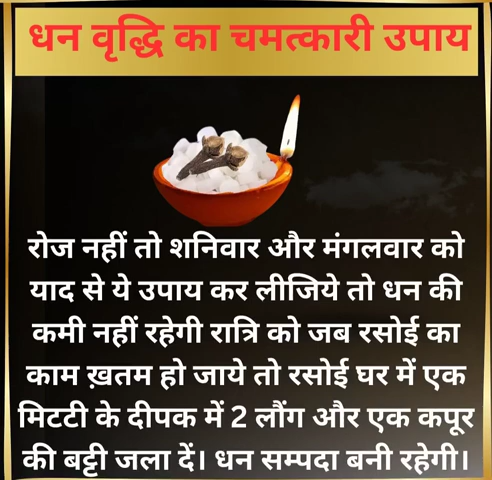 धन वृद्धि का चमत्कारी उपाय
रोज नहीं तो शनिवार और मंगलवार को
याद से ये उपाय कर लीजिये तो धन की
कमी नहीं रहेगी रात्रि को जब रसोई का
काम ख़तम हो जाये तो रसोई घर में एक
मिटटी के दीपक में 2 लौंग और एक कपूर
की बट्टी जला दें। धन सम्पदा बनी रहेगी।